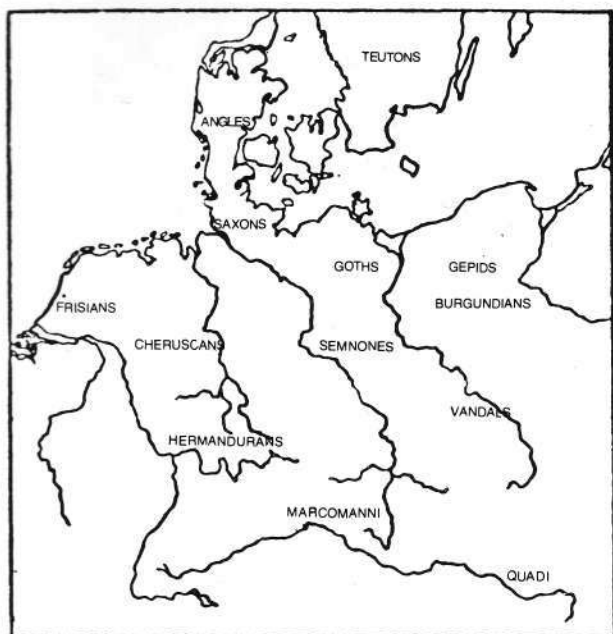 TEUTONS
ANGLES
SAXONS
GOTHS
GEPIDS
FRISIANS
BURGUNDIANS
CHERUSCANS
SEMNONES
VANDALS
HERMANDURANS
MARCOMANNI
QUADI